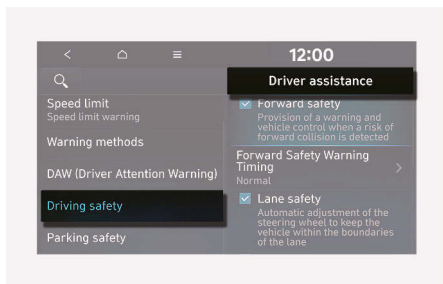 12:00
Driver assistance
Speed limit
Speed limit warning
Warning methods
DAW (Driver Attention Warning)
Driving safety
Parking safety
Forward safety
Provision of a warning and
vehicle control when a risk of
forward collision is detected
Forward Safety Warning
Timing
Normal
Lane safety
Automatic adjustment of the
steering wheel to keep the
vehicle within the boundaries
of the lane